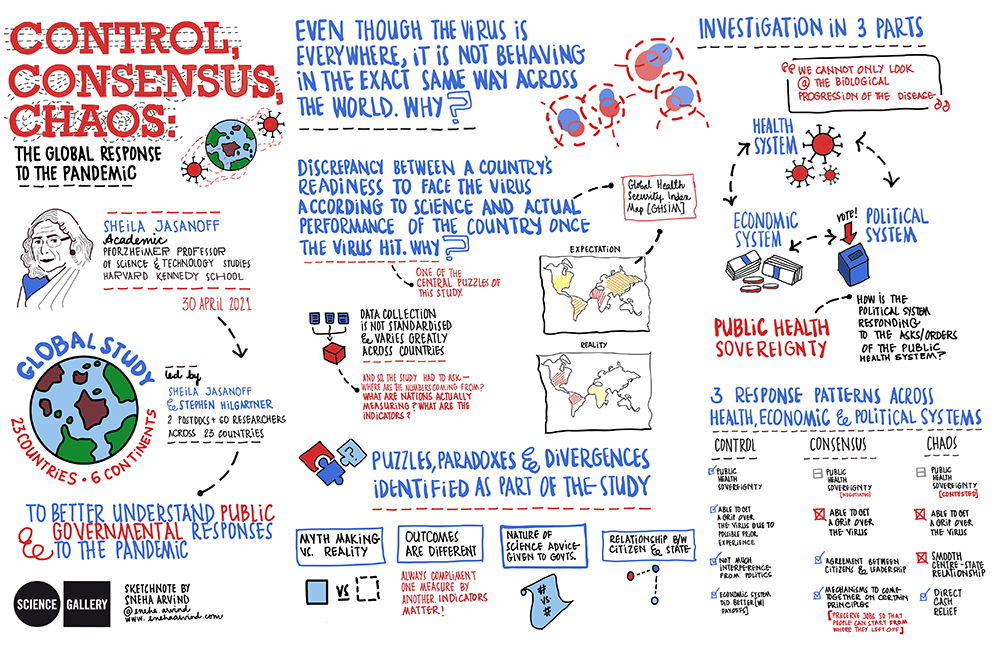 CONTROL,
CONSENSUS,
CHAOS:
THE GLOBAL RESPONSE
TO THE PANDEMIC
SHEILA JASANOFF
Academic
PFORZHEIMER PROFESSOR
OF SCIENCE & TECHNOLOGY STUDIES
HARVARD KENNEDY SCHOOL
30 APRIL 2021
GLOBAL STUDY
23 COUNTRIES · 6 CONTINENTS
led by
SHEILA JASANOFF
& STEPHEN HILGARTNER
2 POSTDOCS + 60 RESEARCHERS
ACROSS 23 COUNTRIES
TO BETTER UNDERSTAND PUBLIC
& GOVERNMENTAL RESPONSES
TO THE PANDEMIC
SCIENCE GALLERY
SKETCHNOTE BY
SNEHA ARVIND
@sneha.arvind
www.snehaarvind.com
EVEN THOUGH THE VIRUS IS
EVERYWHERE, IT IS NOT BEHAVING
IN THE EXACT SAME WAY ACROSS
THE WORLD. WHY?
DISCREPANCY BETWEEN A COUNTRY'S
READINESS TO FACE THE VIRUS
ACCORDING TO SCIENCE AND ACTUAL
PERFORMANCE OF THE COUNTRY ONCE
THE VIRUS HIT. WHY?
Global Health
Security Index
Map [GHSIM]
ONE OF THE
CENTRAL PUZZLES OF
THIS STUDY.
EXPECTATION
REALITY
DATA COLLECTION
IS NOT STANDARDISED
& VARIES GREATLY
ACROSS COUNTRIES
AND SO, THE STUDY HAD TO ASK —
WHERE ARE THE NUMBERS COMING FROM?
WHAT ARE NATIONS ACTUALLY
MEASURING? WHAT ARE THE
INDICATORS?
PUZZLES, PARADOXES & DIVERGENCES
IDENTIFIED AS PART OF THE STUDY
MYTH MAKING
VS. REALITY
VS
OUTCOMES
ARE DIFFERENT
ALWAYS COMPLIMENT
ONE MEASURE BY
ANOTHER INDICATORS
MATTER!
NATURE OF
SCIENCE ADVICE
GIVEN TO GOVTS.
#
VS.
#
RELATIONSHIP B/W
CITIZEN & STATE
INVESTIGATION IN 3 PARTS
"WE CANNOT ONLY LOOK
@ THE BIOLOGICAL
PROGRESSION OF THE DISEASE"
HEALTH
SYSTEM
ECONOMIC
SYSTEM
VOTE!
POLITICAL
SYSTEM
PUBLIC HEALTH
SOVEREIGNTY
HOW IS THE
POLITICAL SYSTEM
RESPONDING
TO THE ASKS/ORDERS
OF THE PUBLIC
HEALTH SYSTEM?
3 RESPONSE PATTERNS ACROSS
HEALTH, ECONOMIC & POLITICAL SYSTEMS
CONTROL
PUBLIC
HEALTH
SOVEREIGNTY
ABLE TO GET
A GRIP OVER
THE VIRUS DUE TO
POSSIBLE PRIOR
EXPERIENCE
NOT MUCH
INTERFERENCE
FROM POLITICS
ECONOMIC SYSTEM
DID BETTER [W/
PAYOFFS]
CONSENSUS
PUBLIC
HEALTH
SOVEREIGNTY
[NEGOTIATED]
ABLE TO GET
A GRIP OVER
THE VIRUS
AGREEMENT BETWEEN
CITIZENS & LEADERSHIP
MECHANISMS TO COME
TOGETHER ON CERTAIN
PRINCIPLES
[PRESERVE JOBS SO THAT
PEOPLE CAN START FROM
WHERE THEY LEFT OFF]
CHAOS
PUBLIC
HEALTH
SOVEREIGNTY
[CONTESTED]
ABLE TO GET
A GRIP OVER
THE VIRUS
SMOOTH
CENTRE-STATE
RELATIONSHIP
DIRECT
CASH
RELIEF